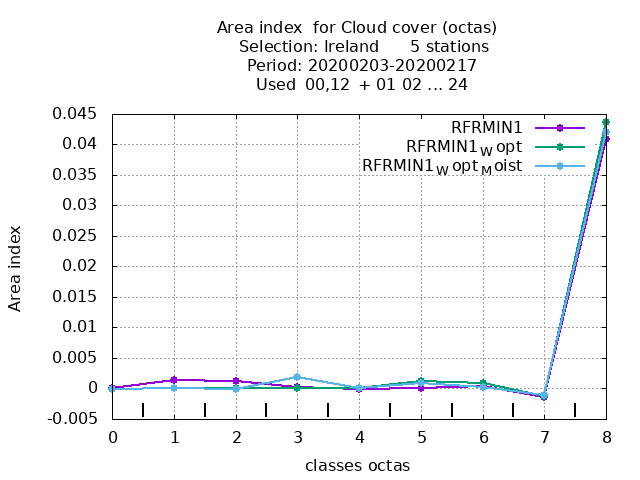 Area index  for Cloud cover (octas)
Selection: Ireland      5 stations
Period: 20200203-20200217
Used  00,12  + 01 02 ... 24
RFRMIN1
RFRMIN1_W opt
RFRMIN1_W opt_M oist
0.045
0.04
0.035
0.03
0.025
0.02
0.015
0.01
0.005
0
-0.005
Area index
0 1 2 3 4 5 6 7 8
classes octas